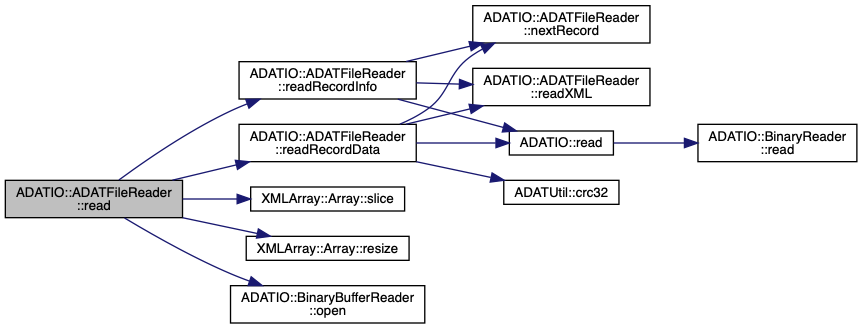 ADATIO::ADATFileReader
::read
ADATIO::ADATFileReader
::readRecordInfo
ADATIO::ADATFileReader
::readRecordData
XMLArray::Array::slice
XMLArray::Array::resize
ADATIO::BinaryBufferReader
::open
ADATIO::ADATFileReader
::nextRecord
ADATIO::ADATFileReader
::readXML
ADATIO::read
ADATUtil::crc32
ADATIO::BinaryReader
::read